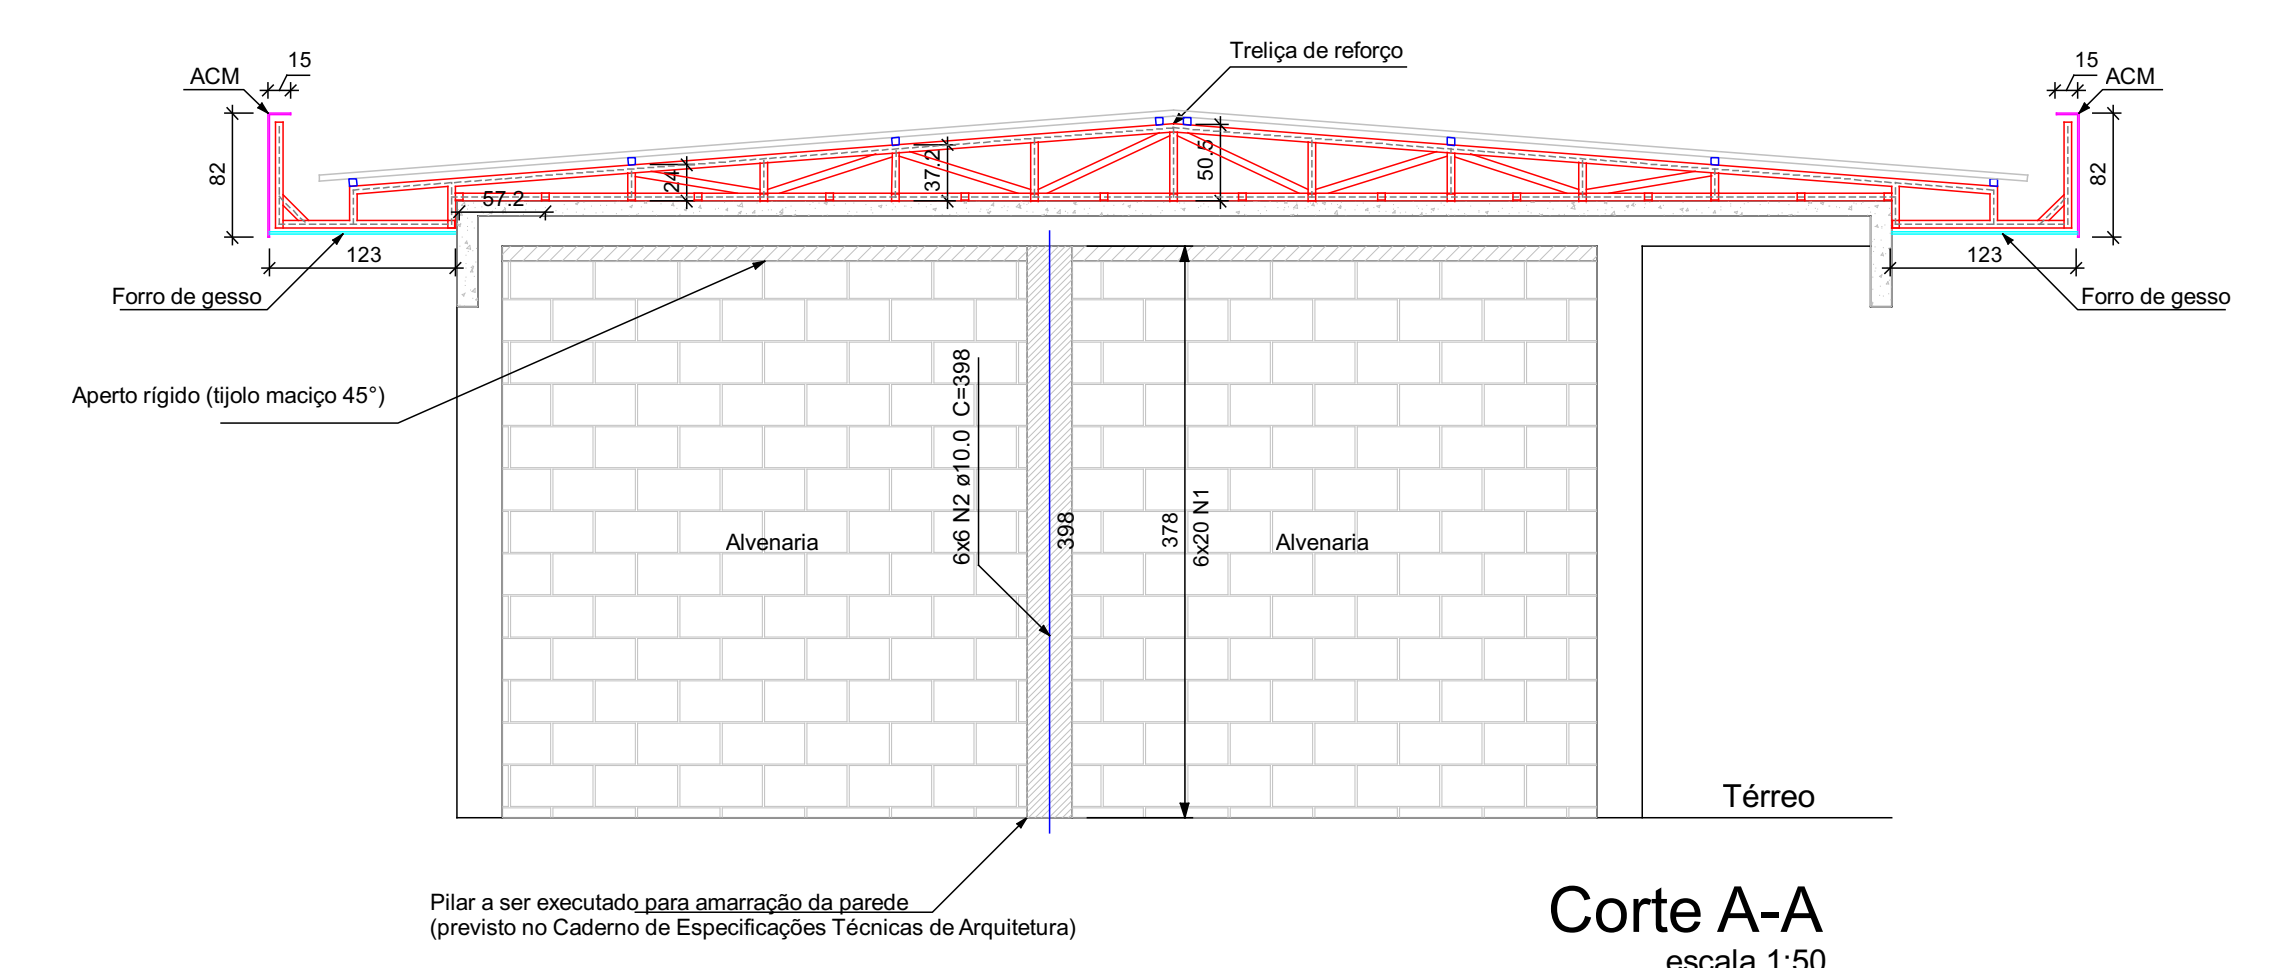 Treliça de reforço
15
ACM
15
ACM
82
24
37.2
50.5
82
57.2
123
123
Forro de gesso
Forro de gesso
Aperto rígido (tijolo maciço 45°)
6x6 N2 ø10.0 C=398
398
378
6x20 N1
Alvenaria
Alvenaria
Térreo
Pilar a ser executado para amarração da parede
(previsto no Caderno de Especificações Técnicas de Arquitetura)
Corte A-A
escala 1:50